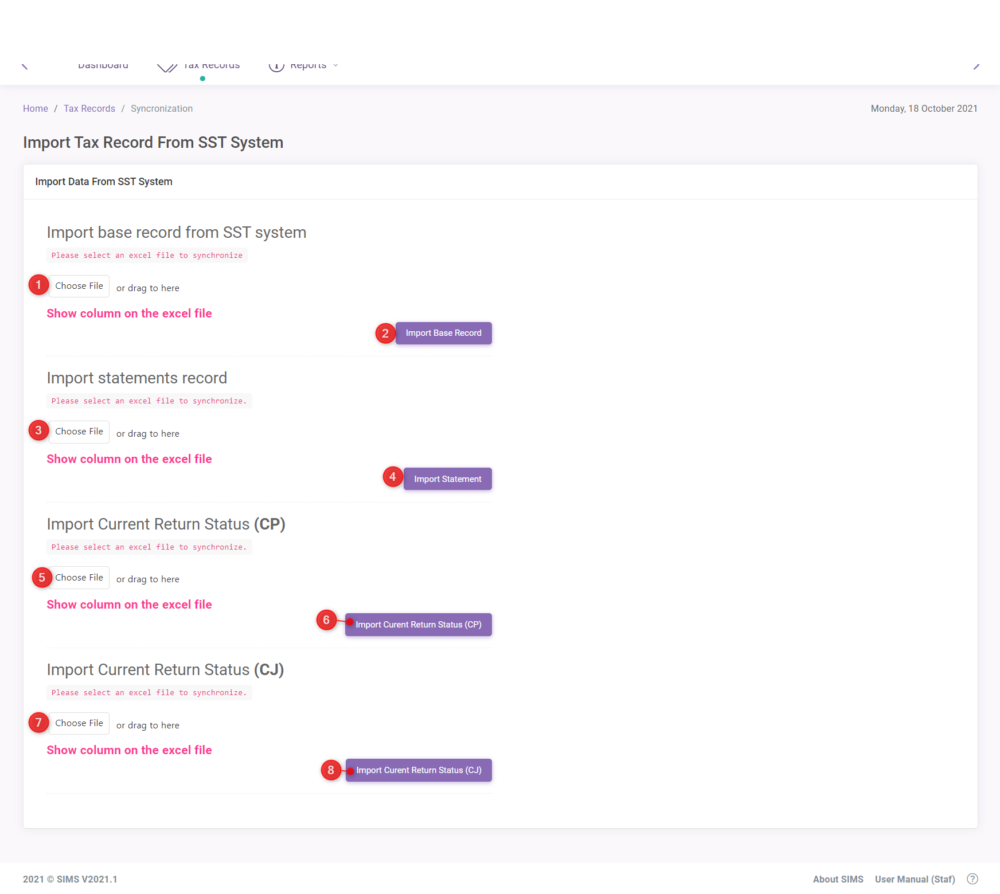 Dashboard Tax Records Reports
Home / Tax Records / Syncronization Monday, 18 October 2021
Import Tax Record From SST System
Import Data From SST System
Import base record from SST system
Please select an excel file to synchronize
1 Choose File or drag to here
Show column on the excel file
2 Import Base Record
Import statements record
Please select an excel file to synchronize.
3 Choose File or drag to here
Show column on the excel file
4 Import Statement
Import Current Return Status (CP)
Please select an excel file to synchronize.
5 Choose File or drag to here
Show column on the excel file
6 Import Curent Return Status (CP)
Import Current Return Status (CJ)
Please select an excel file to synchronize.
7 Choose File or drag to here
Show column on the excel file
8 Import Curent Return Status (CJ)
2021 © SIMS V2021.1 About SIMS User Manual (Staf) ?